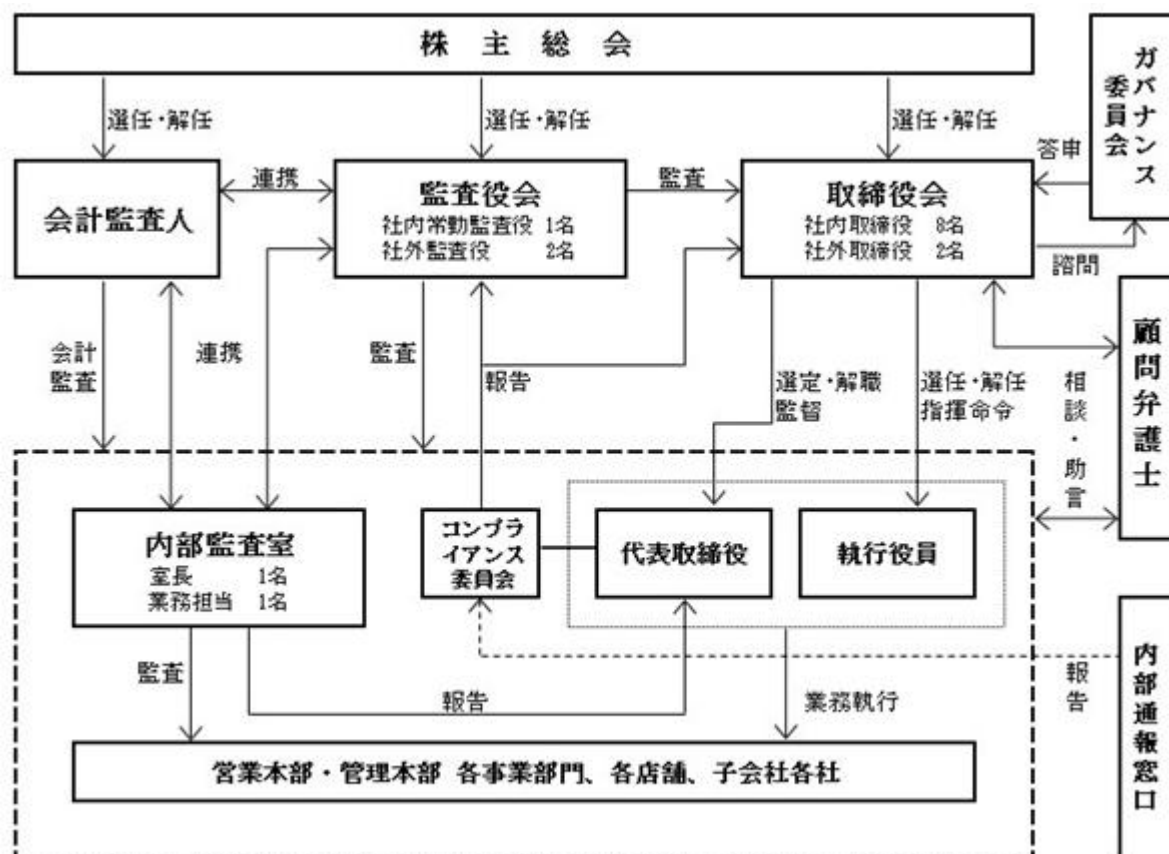 株主総会
ガバナンス
委員会
選任・解任
選任・解任
選任・解任
答申
会計監査人
連携
監査役会
社内常勤監査役 1名
社外監査役 2名
監査
取締役会
社内取締役 8名
社外取締役 2名
諮問
会計
監査
連携
監査
報告
選定・解職
監督
選任・解任
指揮命令
相談・助言
顧問弁護士
内部監査室
室長 1名
業務担当 1名
コンプラ
イアンス
委員会
代表取締役
執行役員
監査
報告
業務執行
報告
内部通報窓口
営業本部・管理本部 各事業部門、各店舗、子会社各社